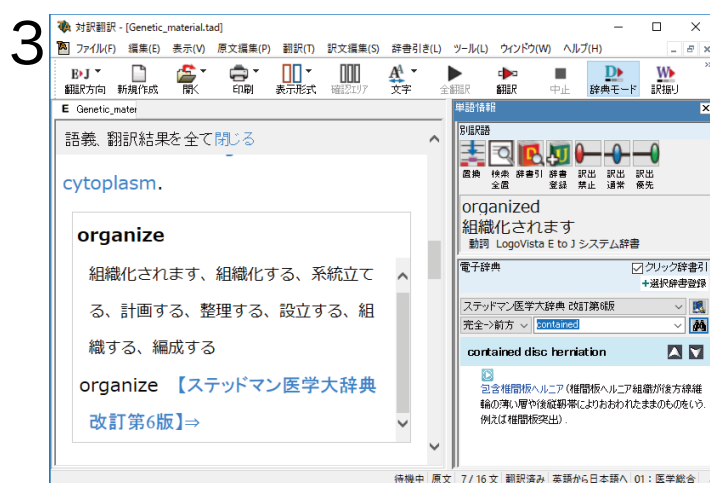 3
対訳翻訳 - [Genetic_material.tad]
ファイル(F) 編集(E) 表示(V) 原文編集(P) 翻訳(T) 訳文編集(S) 辞書引き(L) ツール(L) ウインドウ(W) ヘルプ(H)
翻訳方向 新規作成 開く 印刷 表示形式 確認エリア 文字 全翻訳 翻訳 中止 辞典モード 訳振り
E Genetic_mater
語義、翻訳結果を全て閉じる
cytoplasm.
organize
組織化されます、組織化する、系統立て
る、計画する、整理する、設立する、組
織する、編成する
organize 【ステッドマン医学大辞典
改訂第6版】⇒
単語情報
別訳語
置換 検索全置 辞書引 辞書登録 訳出禁止 訳出通常 訳出優先
organized
組織化されます
動詞 LogoVista E to J システム辞書
電子辞典 クリック辞書引
+選択辞書登録
ステッドマン医学大辞典 改訂第6版
完全->前方 contained
contained disc herniation
包含椎間板ヘルニア(椎間板ヘルニア組織が後方線維
輪の薄い層や後縦靱帯によりおおわれたままのものをいう.
例えば椎間板突出).
待機中 原文 7 / 16 文 翻訳済み 英語から日本語へ 01 : 医学総合